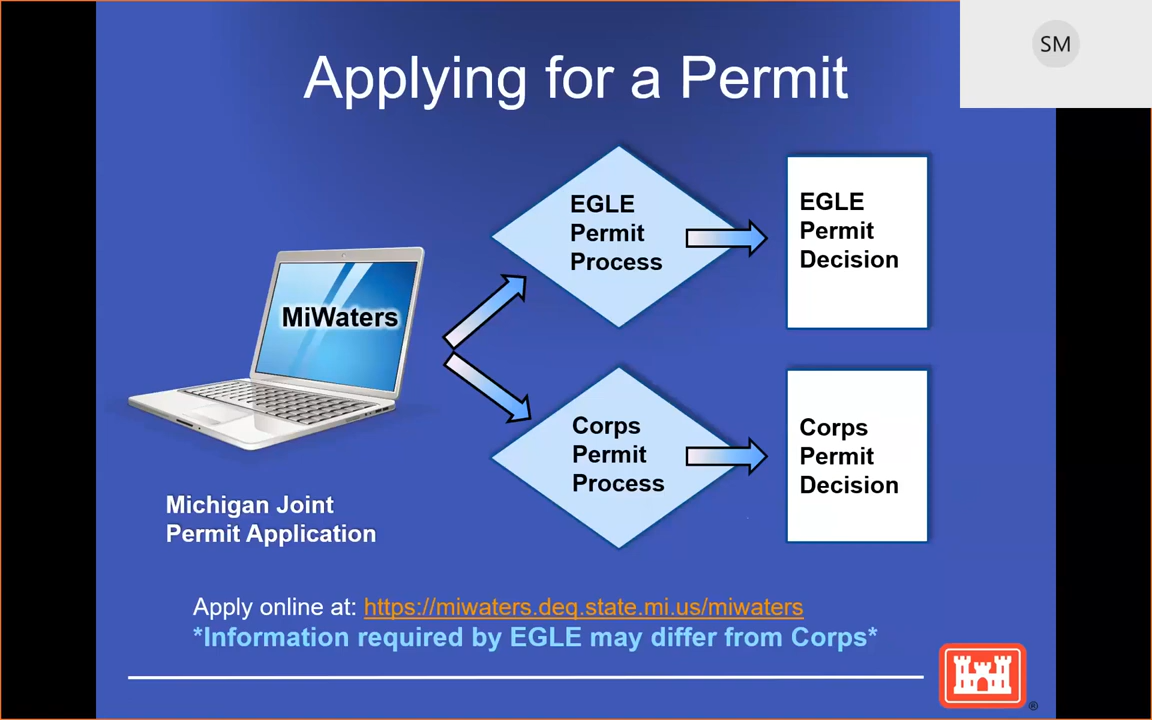 SM
Applying for a Permit
EGLE
Permit
Process
EGLE
Permit
Decision
MiWaters
Corps
Permit
Process
Corps
Permit
Decision
Michigan Joint
Permit Application
Apply online at: https://miwaters.deq.state.mi.us/miwaters
*Information required by EGLE may differ from Corps*
®